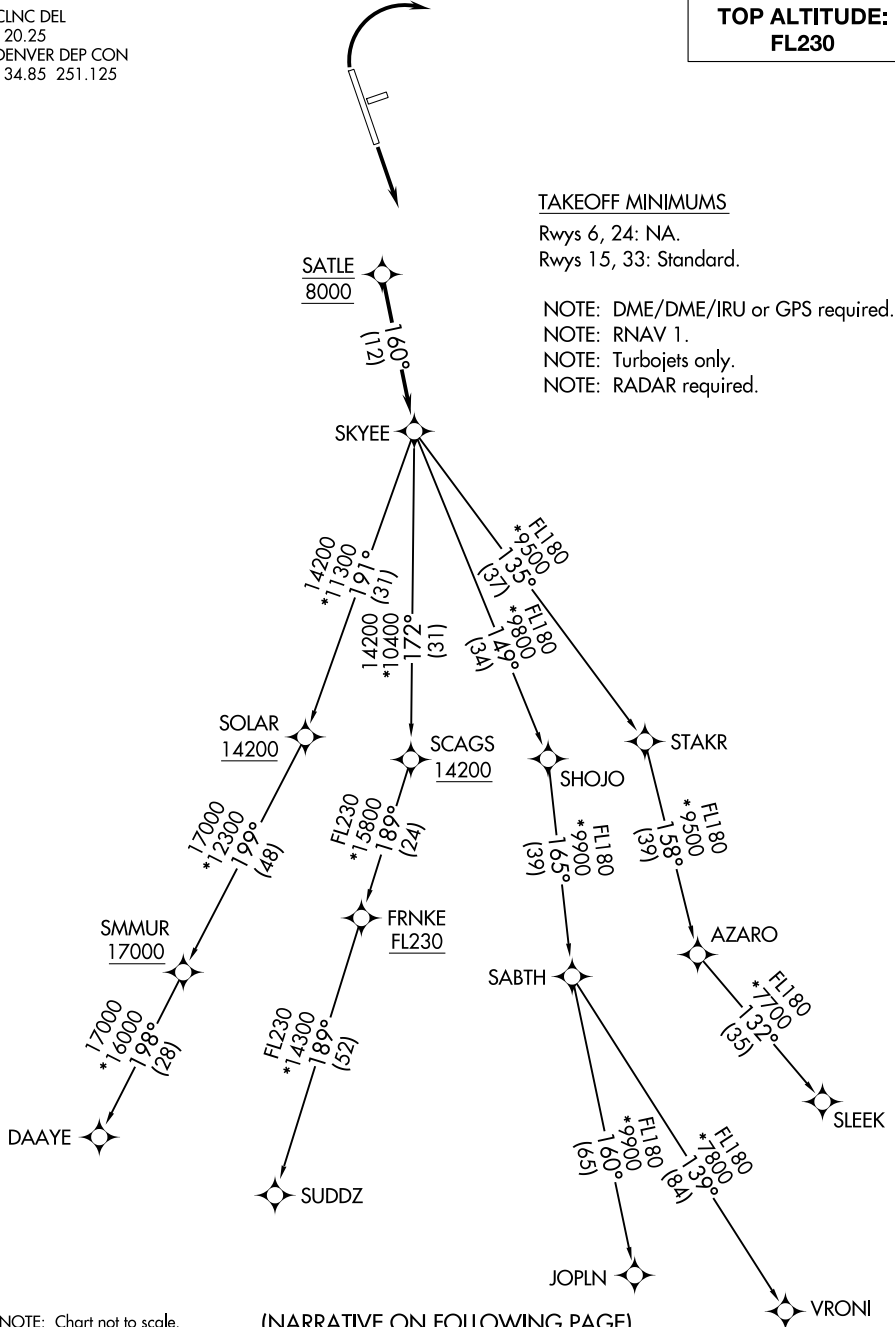 CLNC DEL
20.25
DENVER DEP CON
34.85 251.125
TOP ALTITUDE:
FL230
TAKEOFF MINIMUMS
Rwys 6, 24: NA.
Rwys 15, 33: Standard.
NOTE: DME/DME/IRU or GPS required.
NOTE: RNAV 1.
NOTE: Turbojets only.
NOTE: RADAR required.
SATLE
8000
160°
(12)
SKYEE
14200
*11300
191°
(31)
14200
*10400
172°
(31)
FL180
*9800
149°
(34)
FL180
*9500
135°
(37)
SOLAR
14200
SCAGS
14200
SHOJO
STAKR
17000
*12300
199°
(48)
FL230
*15800
189°
(24)
FL180
*9900
165°
(39)
FL180
*9500
158°
(39)
SMMUR
17000
FRNKE
FL230
SABTH
AZARO
17000
*16000
198°
(28)
FL230
*14300
189°
(52)
FL180
*9900
160°
(65)
FL180
*7800
139°
(84)
FL180
*7700
132°
(35)
DAAYE
SUDDZ
JOPLN
VRONI
SLEEK
NOTE: Chart not to scale.
(NARRATIVE ON FOLLOWING PAGE)